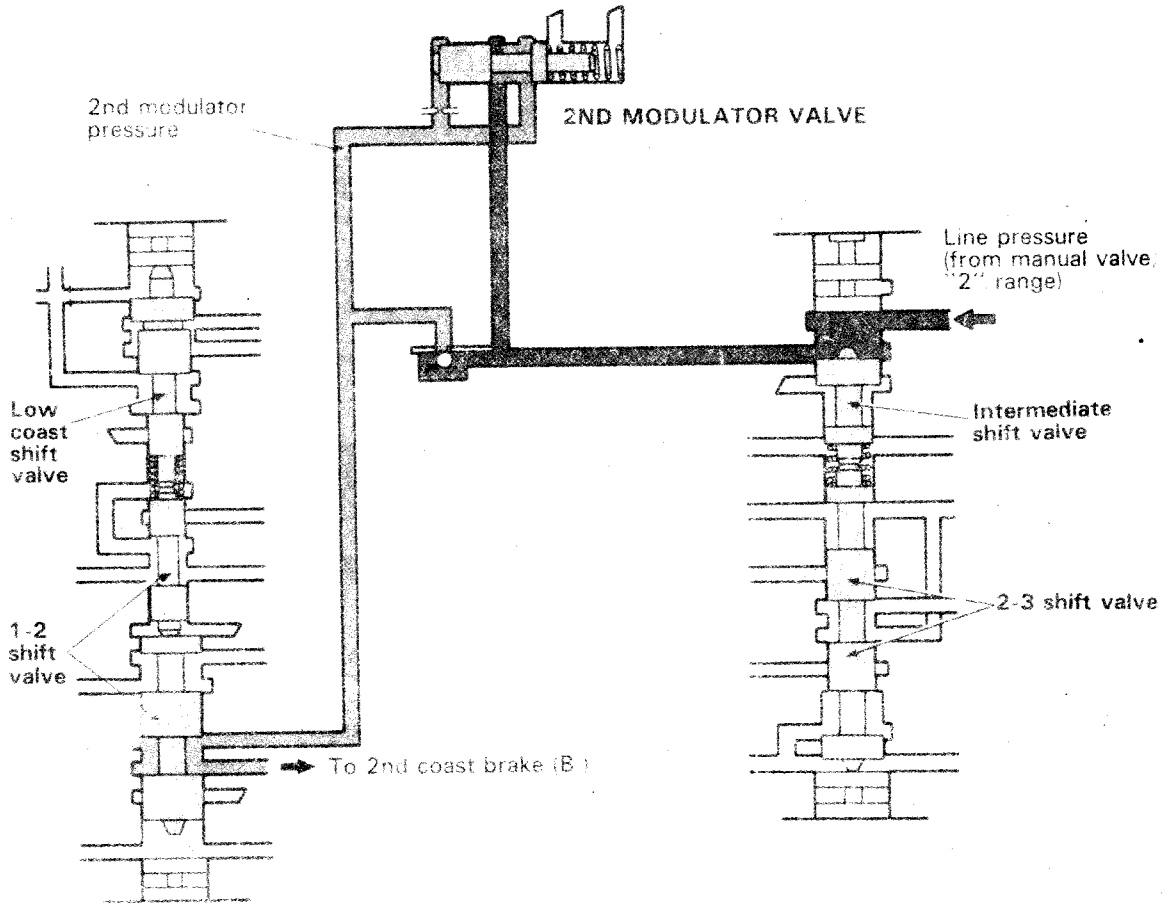 2nd modulator
pressure
2ND MODULATOR VALVE
Line pressure
(from manual valve,
"2" range)
Low
coast
shift
valve
Intermediate
shift valve
1-2
shift
valve
2-3 shift valve
To 2nd coast brake (B )